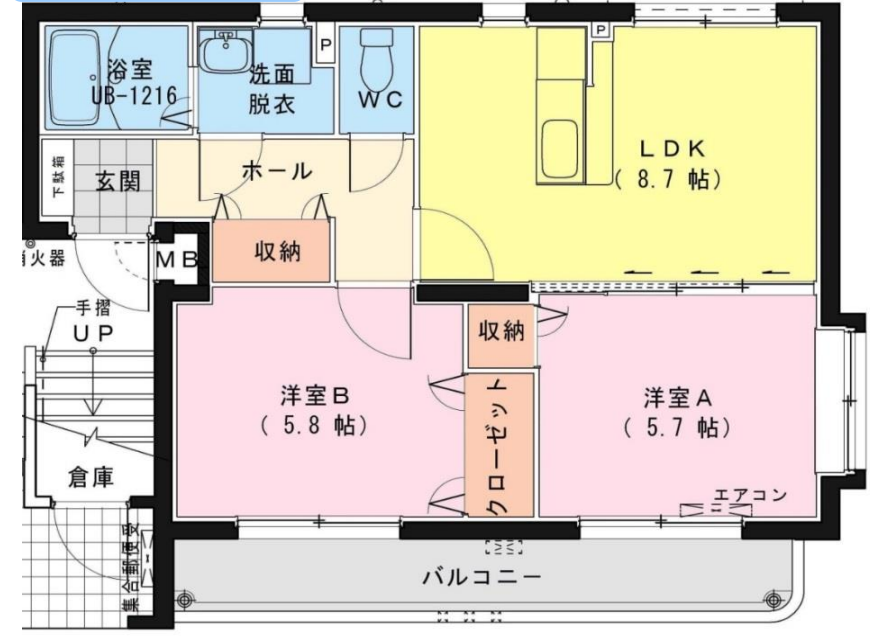 浴室
UB-1216
洗面
脱衣
P
WC
P
LDK
( 8.7 帖)
下駄箱
玄関
ホール
収納
消火器
MB
手摺
UP
収納
洋室B
( 5.8 帖)
クローゼット
洋室A
( 5.7 帖)
エアコン
倉庫
集合郵便受
バルコニー